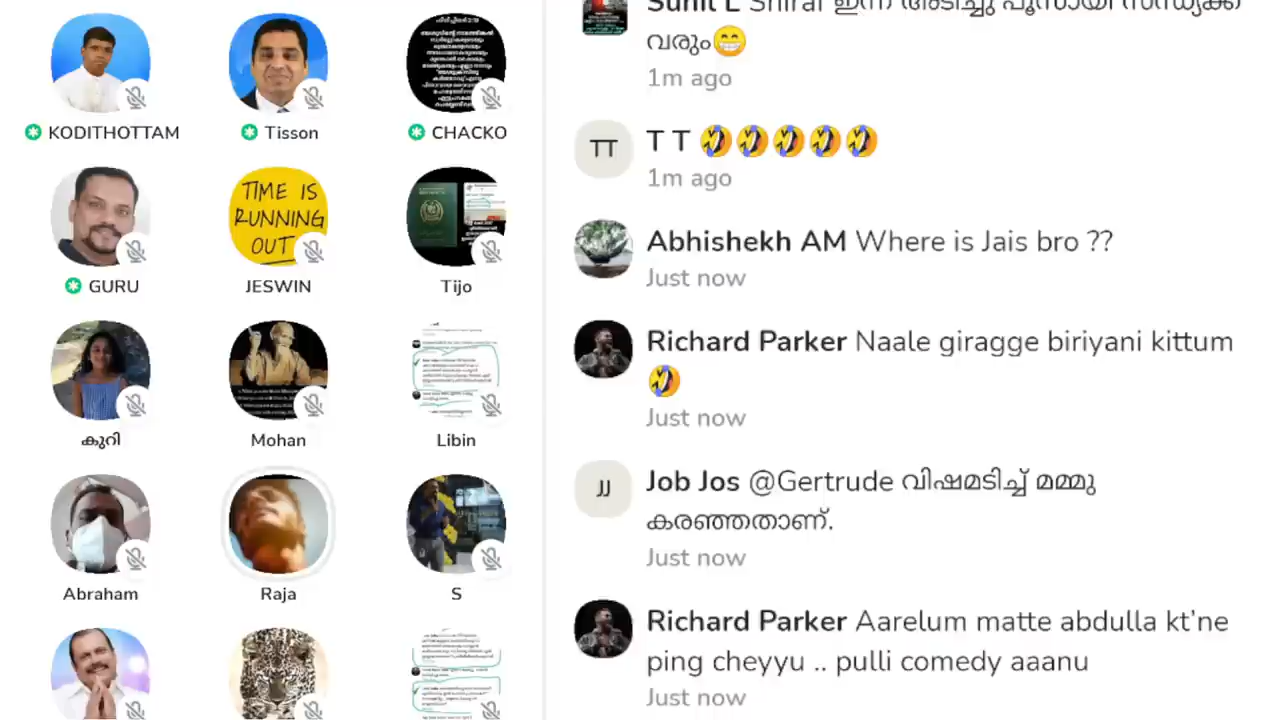 KODITHOTTAM
Tisson
CHACKO
TIME IS
RUNNING
OUT
GURU
JESWIN
Tijo
കുറി
Mohan
Libin
Abraham
Raja
S
Sunil L Shiraf ഇന്ന് അടിച്ചു പൂസായി സന്ധ്യക്ക്
വരും😁
1m ago
TT
T T 🤣🤣🤣🤣🤣
1m ago
Abhishekh AM Where is Jais bro ??
Just now
Richard Parker Naale giragge biriyani kittum
🤣
Just now
JJ
Job Jos @Gertrude വിഷമടിച്ച് മമ്മു
കരഞ്ഞതാണ്.
Just now
Richard Parker Aarelum matte abdulla kt'ne
ping cheyyu .. pulli comedy aaanu
Just now